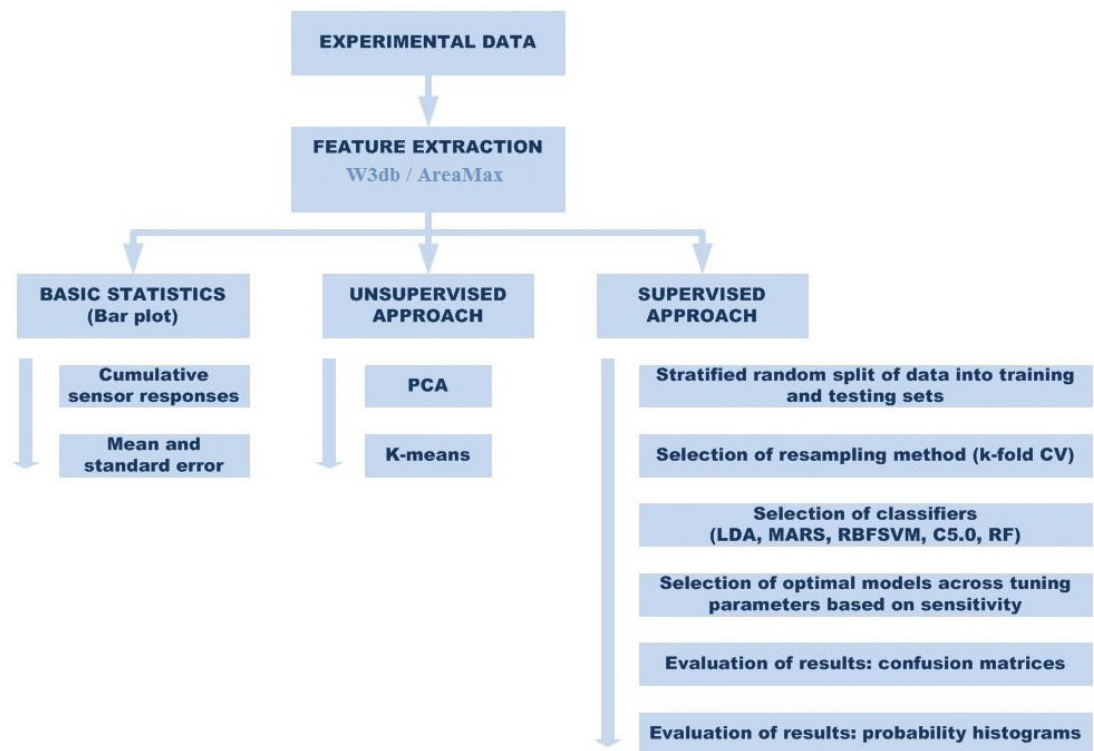 EXPERIMENTAL DATA
FEATURE EXTRACTION
W3db / AreaMax
BASIC STATISTICS
(Bar plot)
Cumulative
sensor responses
Mean and
standard error
UNSUPERVISED
APPROACH
PCA
K-means
SUPERVISED
APPROACH
Stratified random split of data into training
and testing sets
Selection of resampling method (k-fold CV)
Selection of classifiers
(LDA, MARS, RBFSVM, C5.0, RF)
Selection of optimal models across tuning
parameters based on sensitivity
Evaluation of results: confusion matrices
Evaluation of results: probability histograms